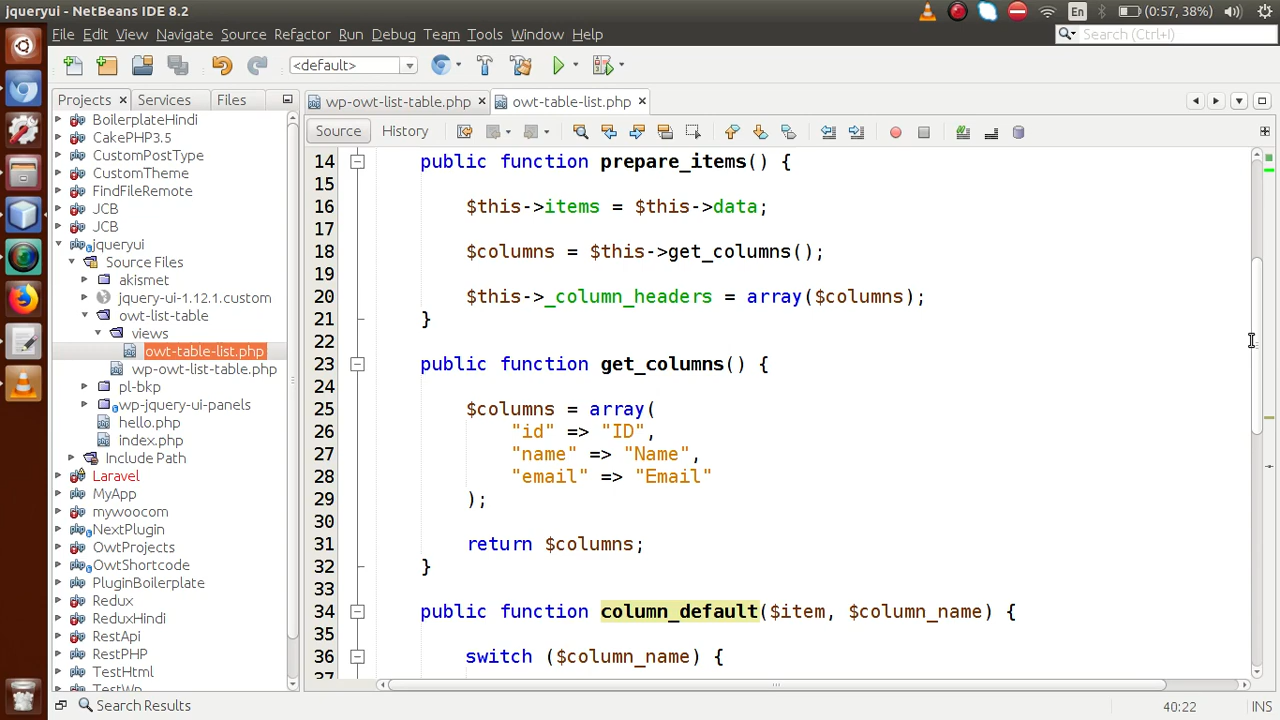 jqueryui - NetBeans IDE 8.2
En
(0:57, 38%)
File Edit View Navigate Source Refactor Run Debug Team Tools Window Help
Search (Ctrl+I)
<default>
Projects Services Files
wp-owt-list-table.php owt-table-list.php
Source History
BoilerplateHindi
CakePHP3.5
CustomPostType
CustomTheme
FindFileRemote
JCB
JCB
jqueryui
Source Files
akismet
jquery-ui-1.12.1.custom
owt-list-table
views
owt-table-list.php
wp-owt-list-table.php
pl-bkp
wp-jquery-ui-panels
hello.php
index.php
Include Path
Laravel
MyApp
mywoocom
NextPlugin
OwtProjects
OwtShortcode
PluginBoilerplate
Redux
ReduxHindi
RestApi
RestPHP
TestHtml
TestWp
14 public function prepare_items() {
15
16 $this->items = $this->data;
17
18 $columns = $this->get_columns();
19
20 $this->_column_headers = array($columns);
21 }
22
23 public function get_columns() {
24
25 $columns = array(
26 "id" => "ID",
27 "name" => "Name",
28 "email" => "Email"
29 );
30
31 return $columns;
32 }
33
34 public function column_default($item, $column_name) {
35
36 switch ($column_name) {
37
Search Results
40:22
INS